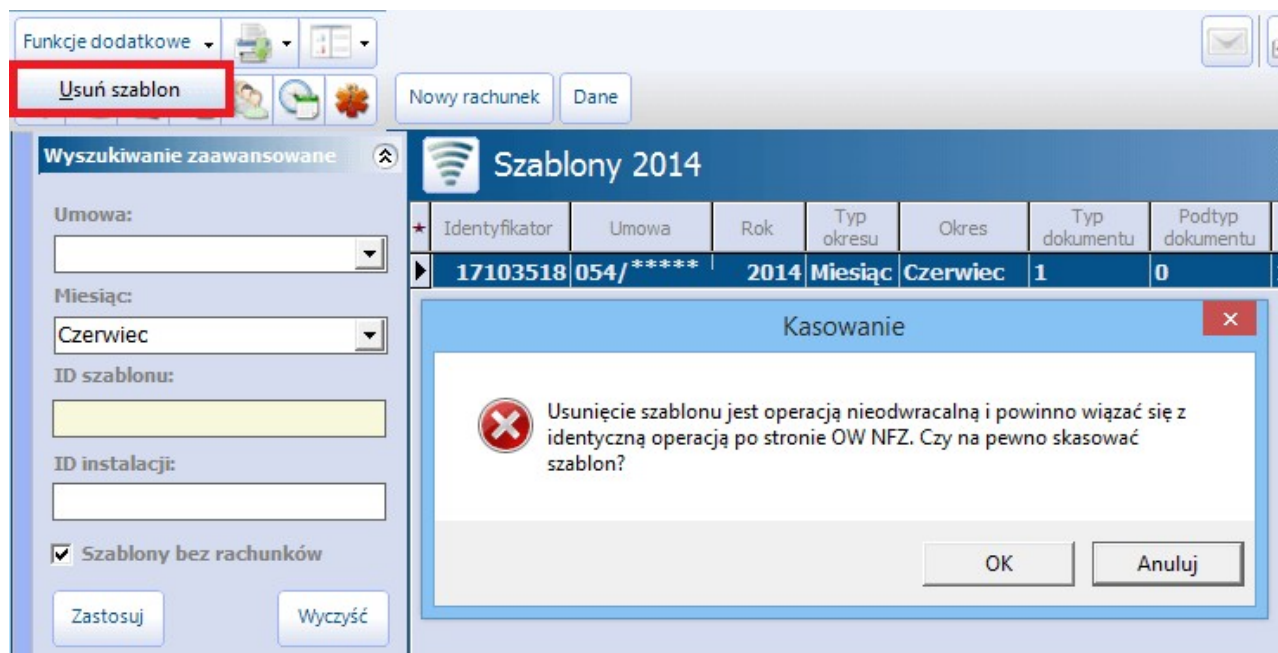 Funkcje dodatkowe
Usuń szablon
Nowy rachunek
Dane
Wyszukiwanie zaawansowane
Umowa:
Miesiąc:
Czerwiec
ID szablonu:
ID instalacji:
Szablony bez rachunków
Zastosuj
Wyczyść
Szablony 2014
Identyfikator Umowa Rok Typ okresu Okres Typ dokumentu Podtyp dokumentu
17103518 054/***** 2014 Miesiąc Czerwiec 1 0
Kasowanie
Usunięcie szablonu jest operacją nieodwracalną i powinno wiązać się z
identyczną operacją po stronie OW NFZ. Czy na pewno skasować
szablon?
OK
Anuluj